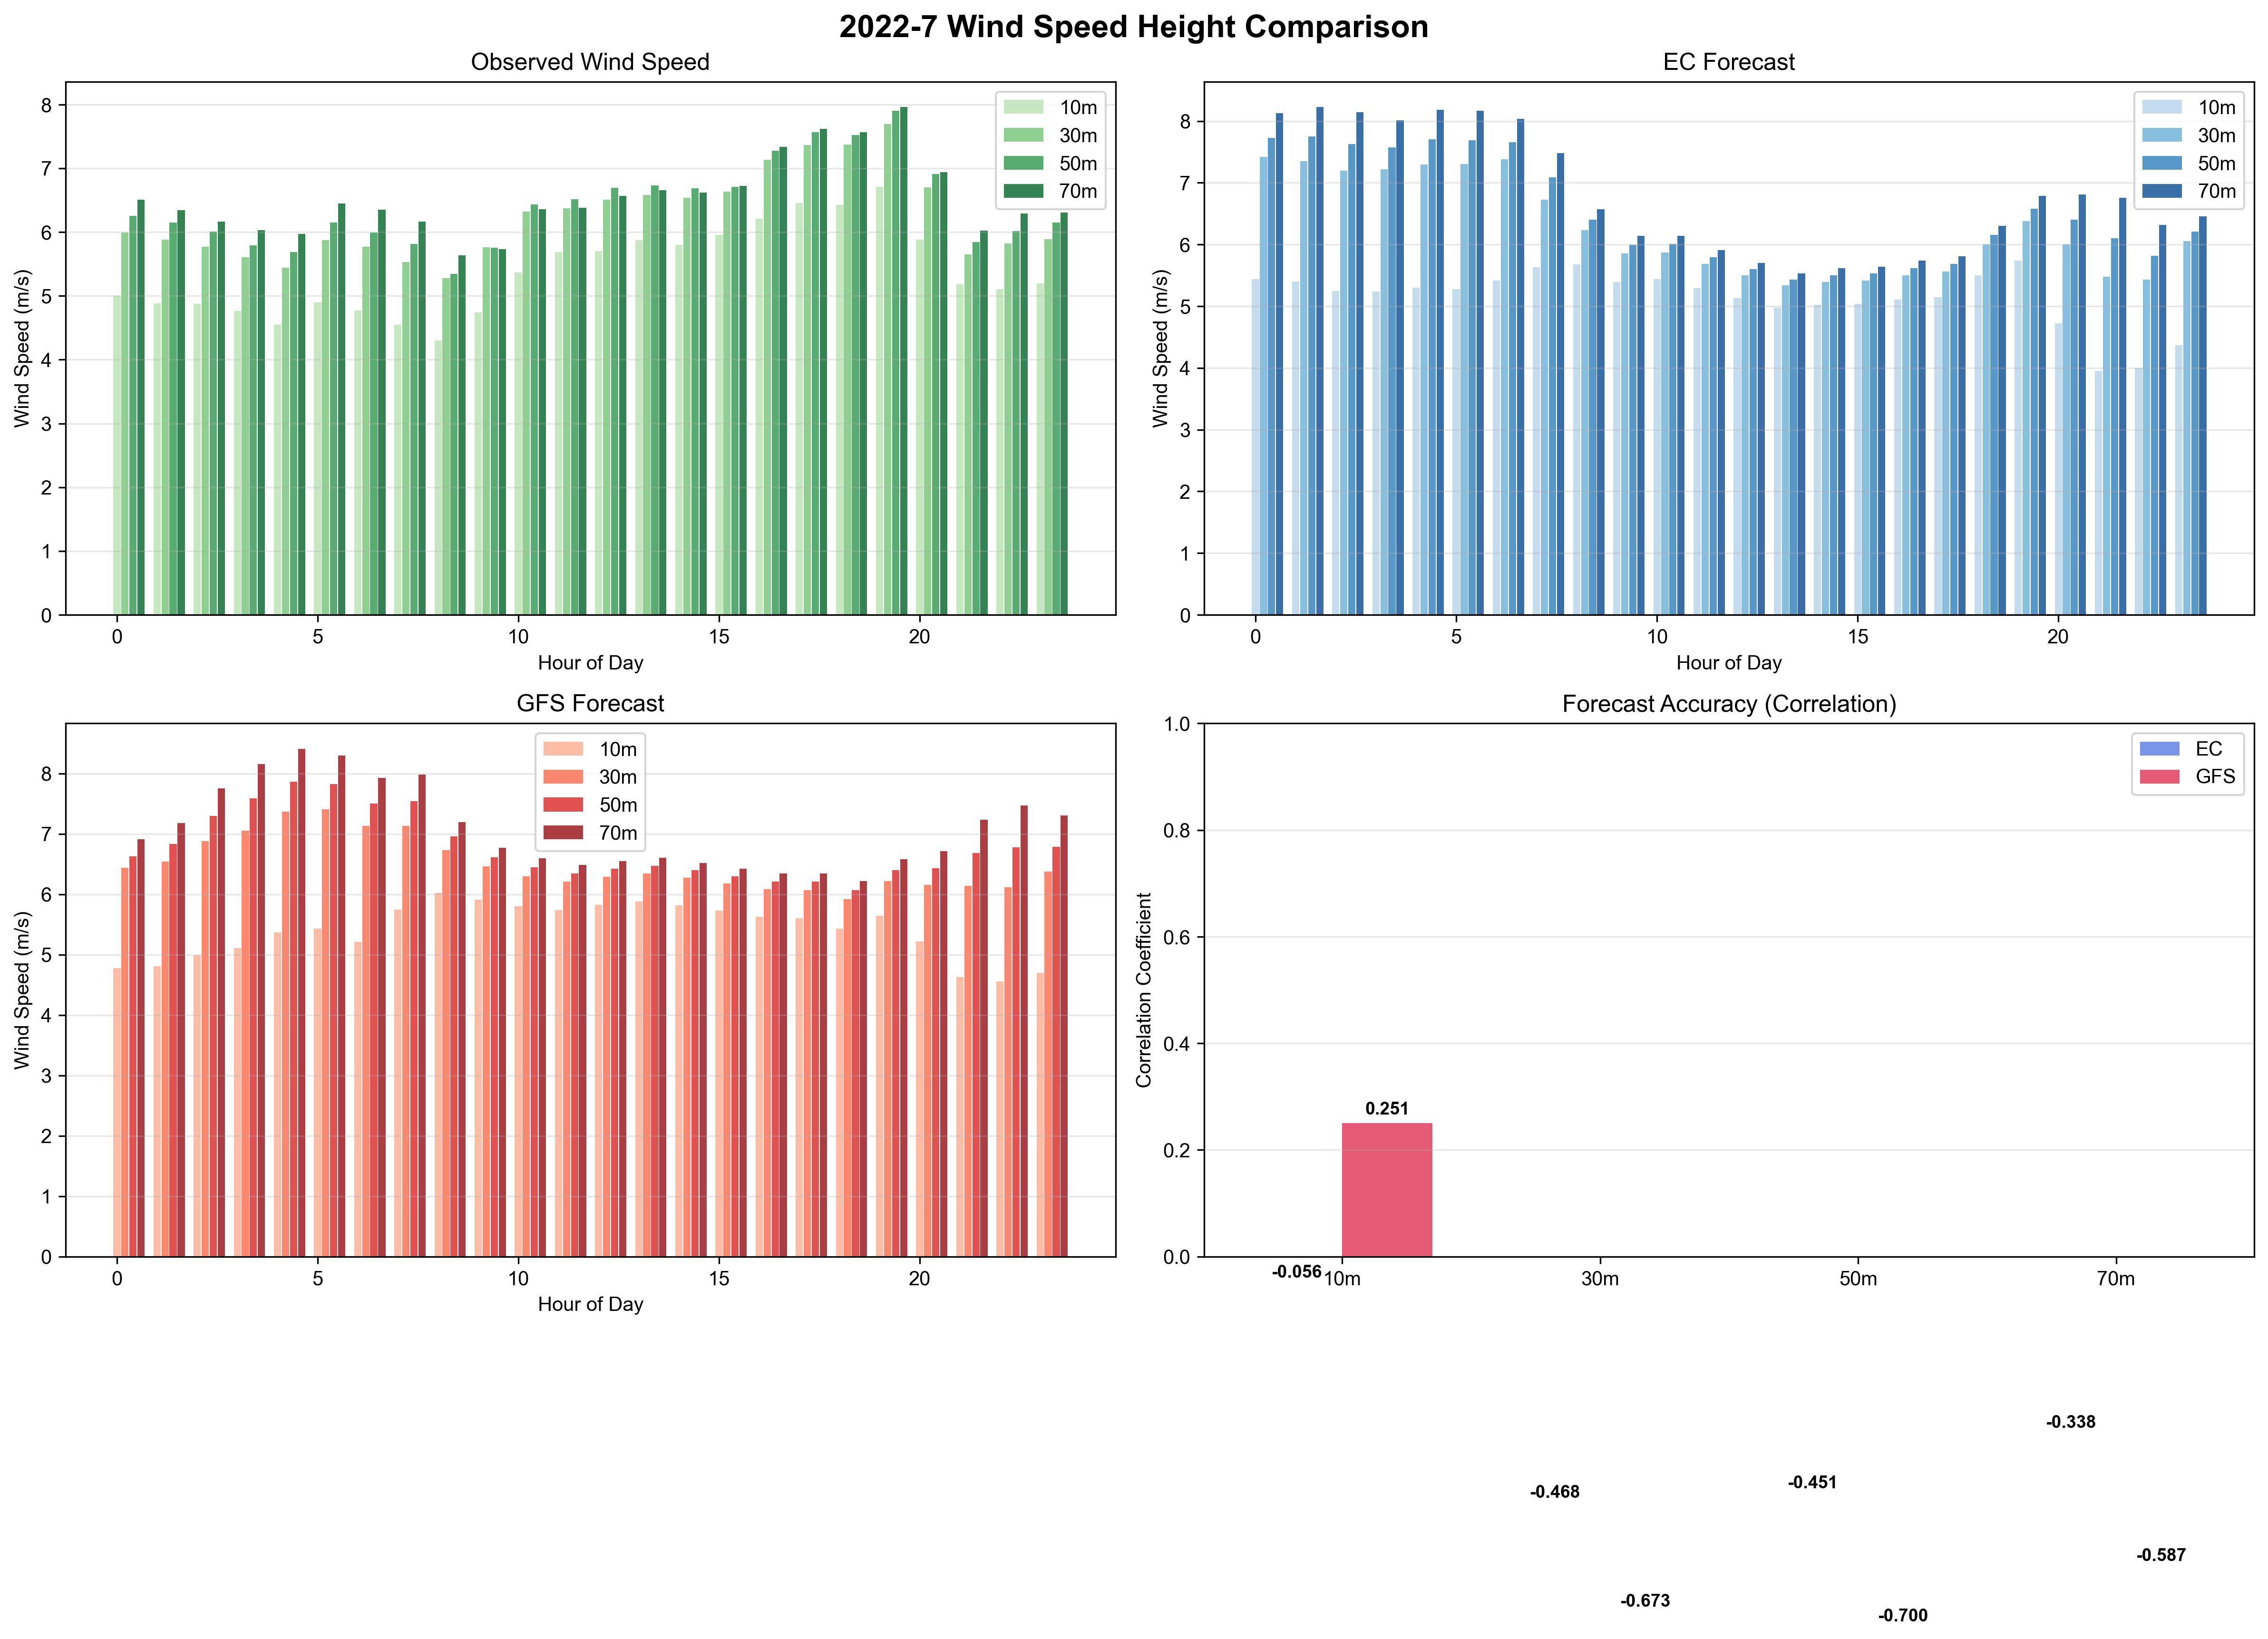 2022-7 Wind Speed Height Comparison
Observed Wind Speed
Wind Speed (m/s)
8
7
6
5
4
3
2
1
0
0 5 10 15 20
Hour of Day
10m
30m
50m
70m
EC Forecast
Wind Speed (m/s)
8
7
6
5
4
3
2
1
0
0 5 10 15 20
Hour of Day
10m
30m
50m
70m
GFS Forecast
Wind Speed (m/s)
8
7
6
5
4
3
2
1
0
0 5 10 15 20
Hour of Day
10m
30m
50m
70m
Forecast Accuracy (Correlation)
Correlation Coefficient
1.0
0.8
0.6
0.4
0.2
0.0
EC
GFS
0.251
-0.056
10m 30m 50m 70m
-0.338
-0.451
-0.468
-0.587
-0.673
-0.700